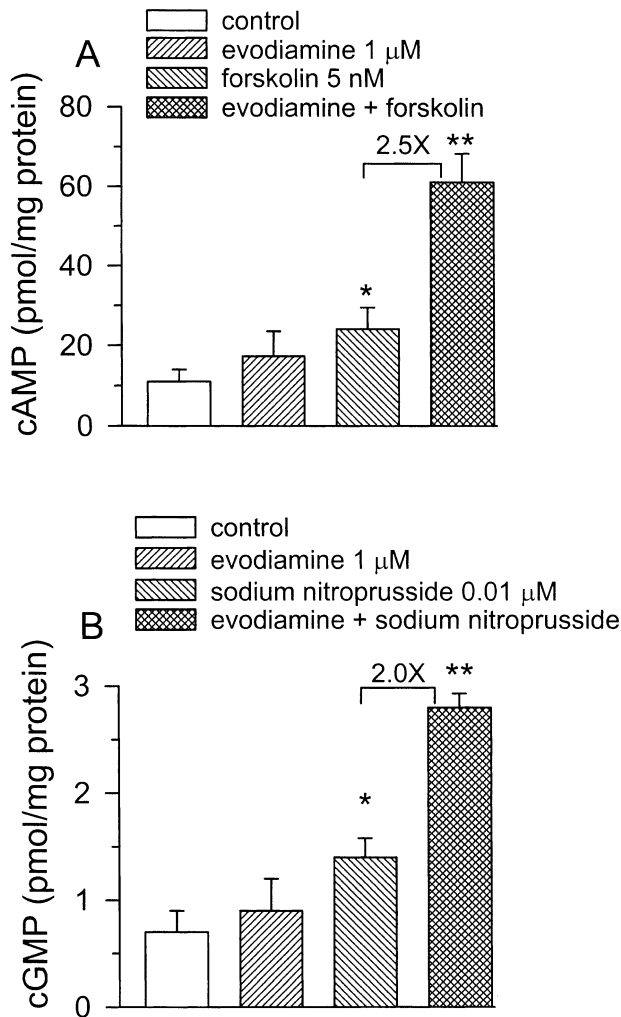 control
A
evodiamine 1 μM
forskolin 5 nM
evodiamine + forskolin
80
2.5X
**
60
40
*
20
0
cAMP (pmol/mg protein)
control
evodiamine 1 μM
sodium nitroprusside 0.01 μM
B
evodiamine + sodium nitroprusside
3
2.0X
**
2
*
1
0
cGMP (pmol/mg protein)